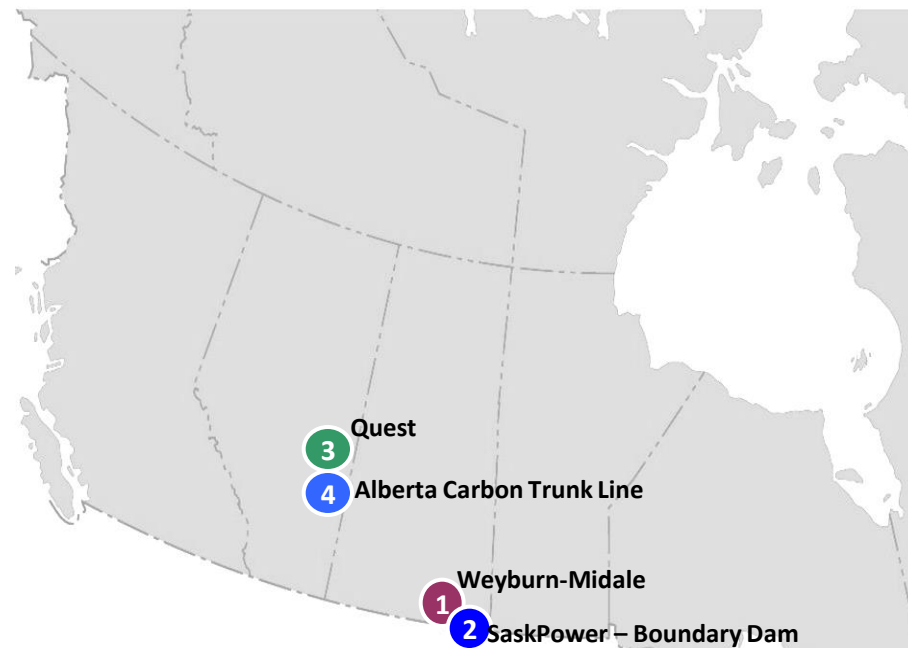 Quest
3
4
Alberta Carbon Trunk Line
Weyburn-Midale
1
2
SaskPower – Boundary Dam